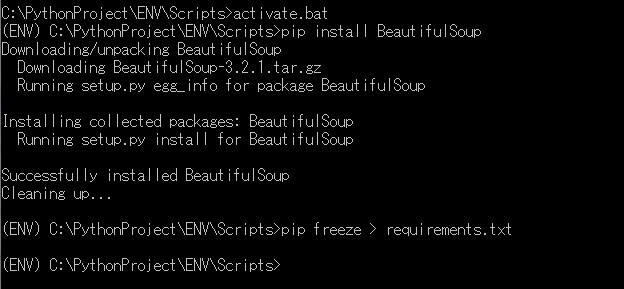 C:\PythonProject\ENV\Scripts>activate.bat
(ENV) C:\PythonProject\ENV\Scripts>pip install BeautifulSoup
Downloading/unpacking BeautifulSoup
  Downloading BeautifulSoup-3.2.1.tar.gz
  Running setup.py egg_info for package BeautifulSoup

Installing collected packages: BeautifulSoup
  Running setup.py install for BeautifulSoup

Successfully installed BeautifulSoup
Cleaning up...

(ENV) C:\PythonProject\ENV\Scripts>pip freeze > requirements.txt

(ENV) C:\PythonProject\ENV\Scripts>